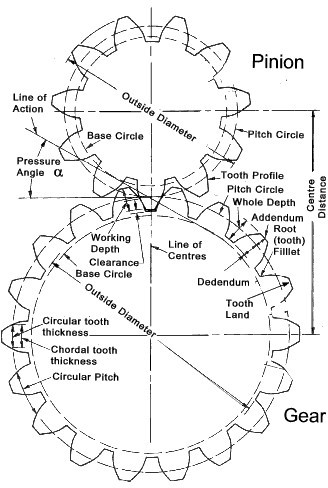 Pinion
Line of
Action
Outside Diameter
Base Circle
Pitch Circle
Pressure
Angle α
Tooth Profile
Pitch Circle
Whole Depth
Centre
Distance
Addendum
Root
(tooth)
Filllet
Working
Depth
Clearance
Base Circle
Line of
Centres
Dedendum
Tooth
Land
Outside Diameter
Circular tooth
thickness
Chordal tooth
thickness
Circular Pitch
Gear